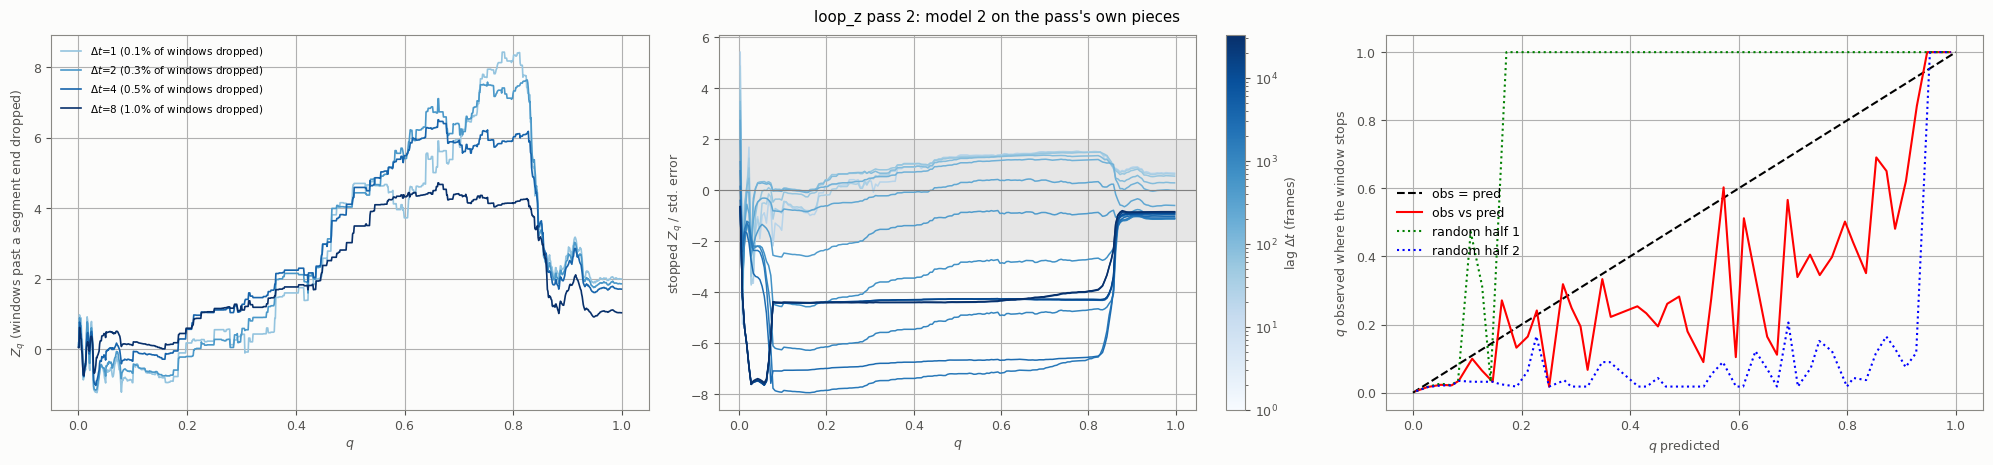 loop_z pass 2: model 2 on the pass's own pieces
Z_q (windows past a segment end dropped)
8
6
4
2
0
Δt=1 (0.1% of windows dropped)
Δt=2 (0.3% of windows dropped)
Δt=4 (0.5% of windows dropped)
Δt=8 (1.0% of windows dropped)
0.0 0.2 0.4 0.6 0.8 1.0
q
stopped Z_q / std. error
6
4
2
0
−2
−4
−6
−8
0.0 0.2 0.4 0.6 0.8 1.0
q
10^4
10^3
10^2
10^1
10^0
lag Δt (frames)
q observed where the window stops
1.0
0.8
0.6
0.4
0.2
0.0
obs = pred
obs vs pred
random half 1
random half 2
0.0 0.2 0.4 0.6 0.8 1.0
q predicted